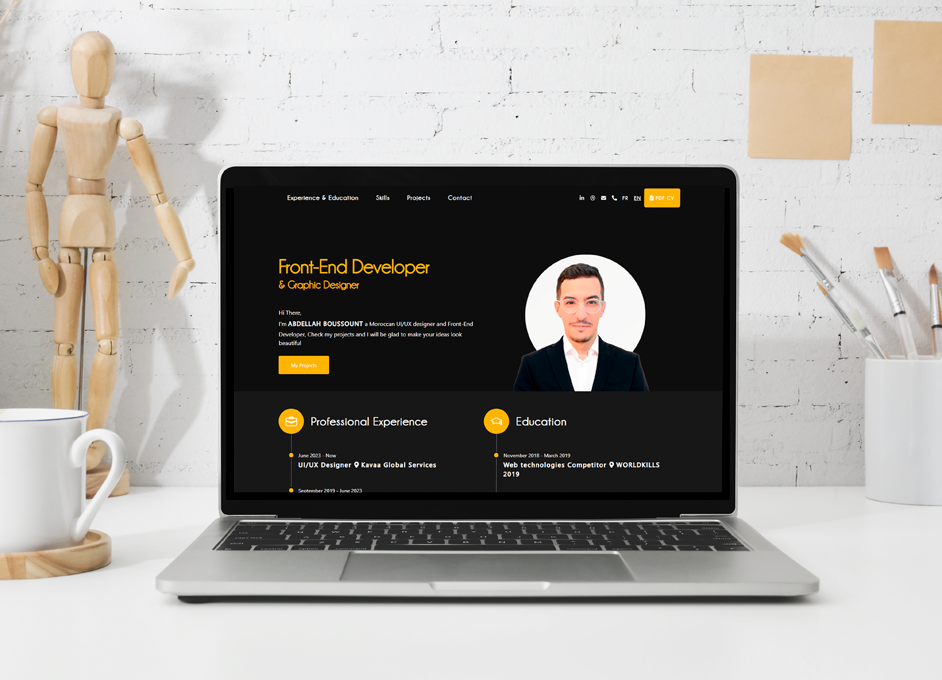 Experience & Education Skills Projects Contact FR EN PDF CV
Front-End Developer
& Graphic Designer
Hi There,
I'm ABDELLAH BOUSSOUNT a Moroccan UI/UX designer and Front-End
Developer, Check my projects and I will be glad to make your ideas look
beautiful
My Projects
Professional Experience
June 2023 - Now
UI/UX Designer Kavaa Global Services
September 2019 - June 2023
Education
November 2018 - March 2019
Web technologies Competitor WORLDKILLS
2019